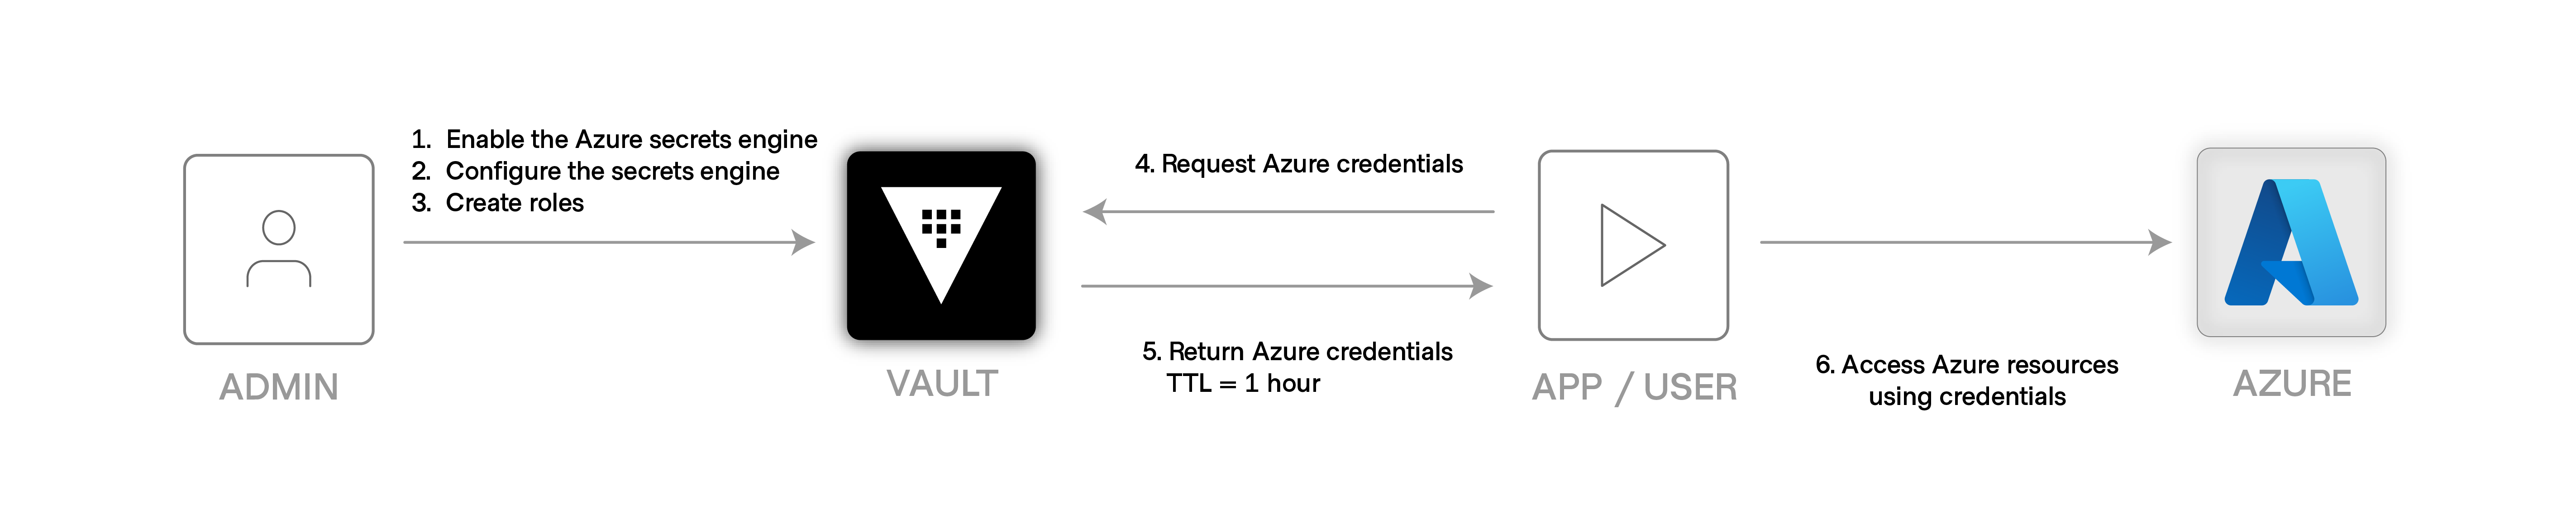 1. Enable the Azure secrets engine
2. Configure the secrets engine
3. Create roles
ADMIN
VAULT
4. Request Azure credentials
5. Return Azure credentials
TTL = 1 hour
APP / USER
6. Access Azure resources
using credentials
AZURE